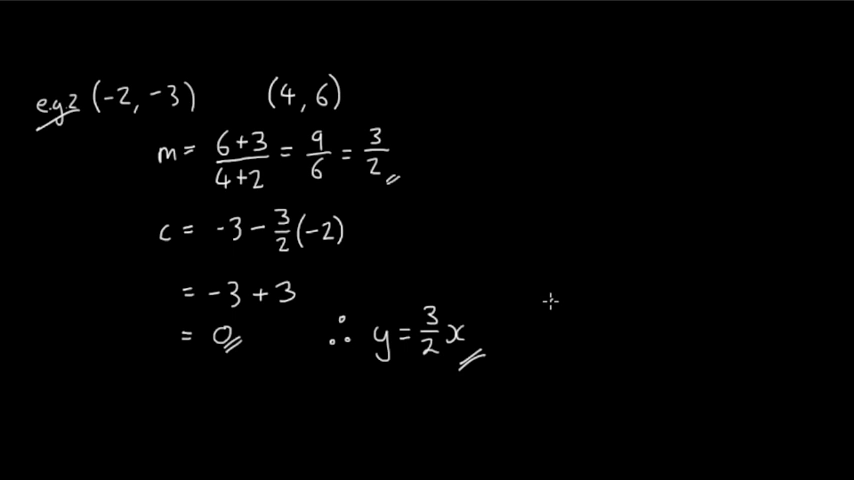 e.g.2 (-2, -3) (4, 6)
m = 6+3/4+2 = 9/6 = 3/2
c = -3 - 3/2(-2)
= -3 + 3
= 0 ∴ y = 3/2 x